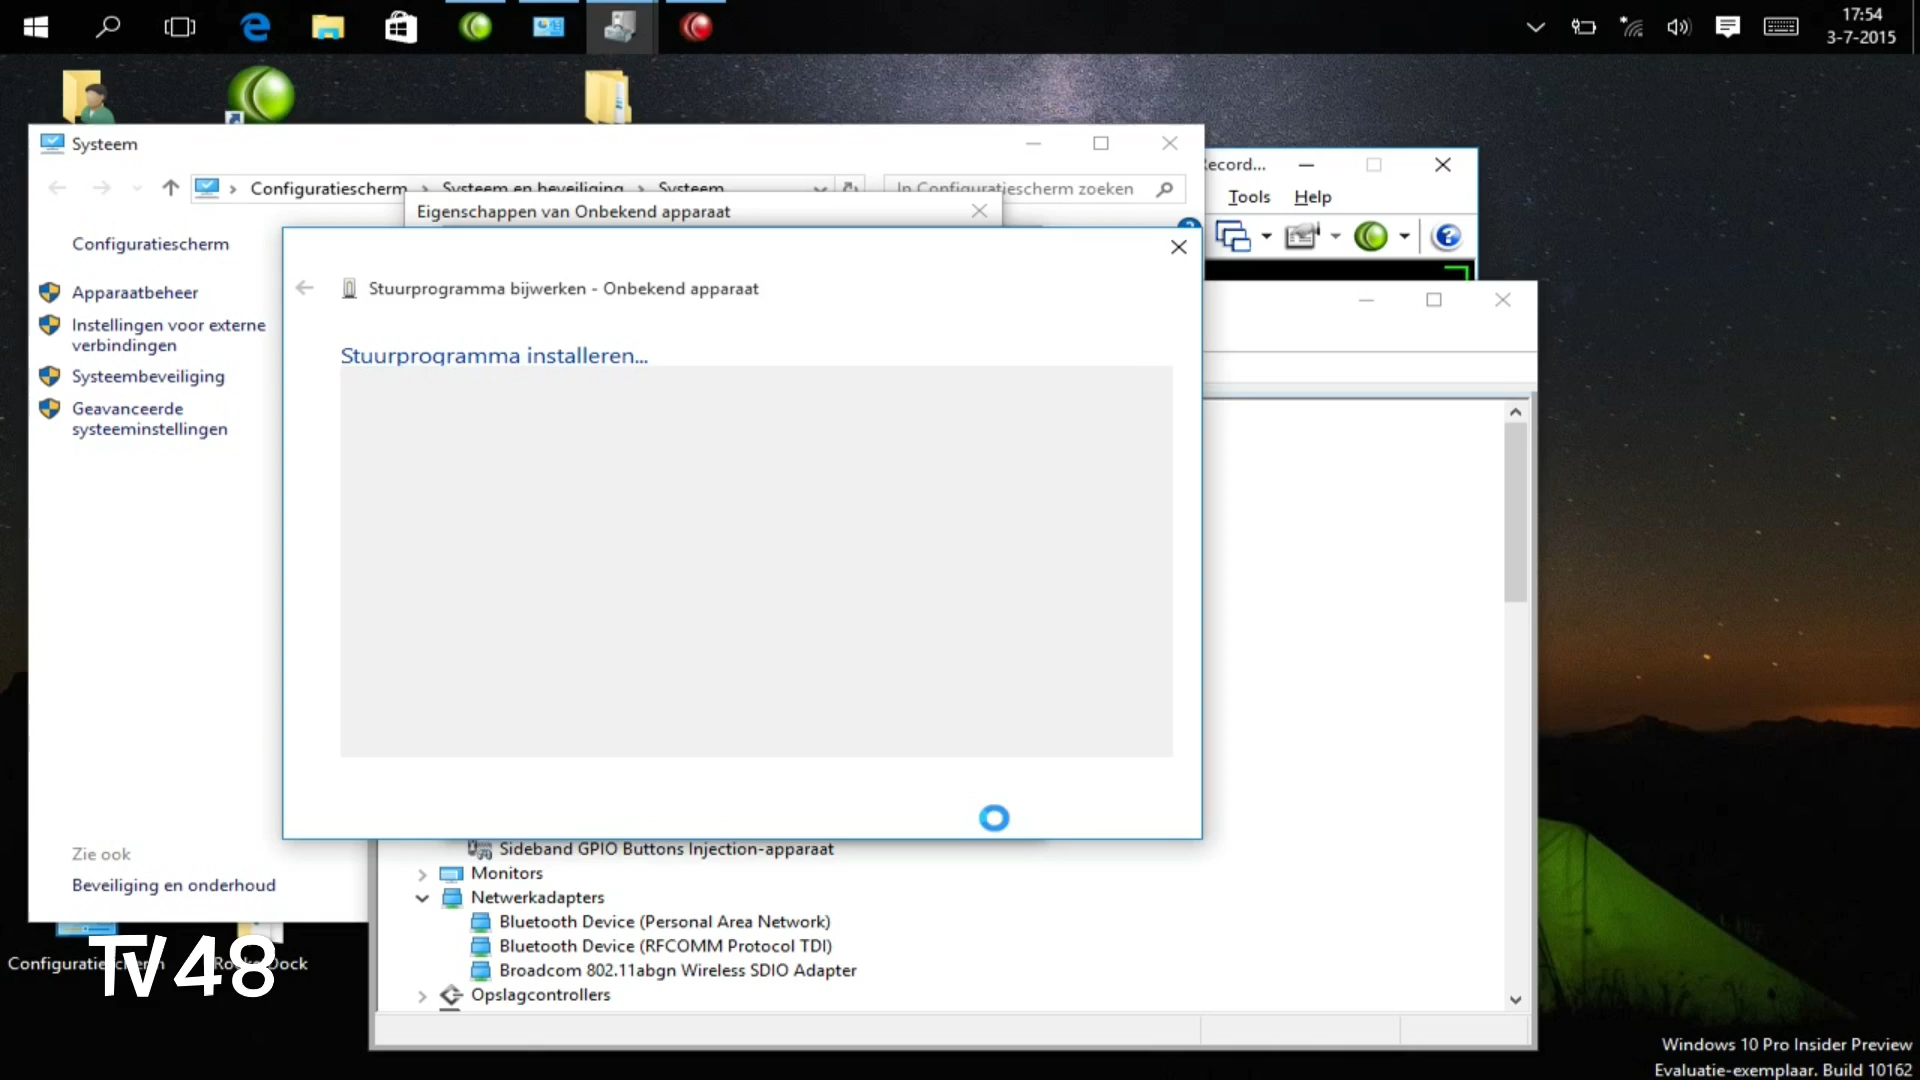 17:54
3-7-2015
Systeem
Configuratiescherm
Systeem en beveiliging
Systeem
In Configuratiescherm zoeken
Record...
Tools Help
Eigenschappen van Onbekend apparaat
Configuratiescherm
Apparaatbeheer
Instellingen voor externe
verbindingen
Systeembeveiliging
Geavanceerde
systeeminstellingen
Stuurprogramma bijwerken - Onbekend apparaat
Stuurprogramma installeren...
Zie ook
Beveiliging en onderhoud
Sideband GPIO Buttons Injection-apparaat
Monitors
Netwerkadapters
Bluetooth Device (Personal Area Network)
Bluetooth Device (RFCOMM Protocol TDI)
Broadcom 802.11abgn Wireless SDIO Adapter
Opslagcontrollers
TV48
Windows 10 Pro Insider Preview
Evaluatie-exemplaar. Build 10162